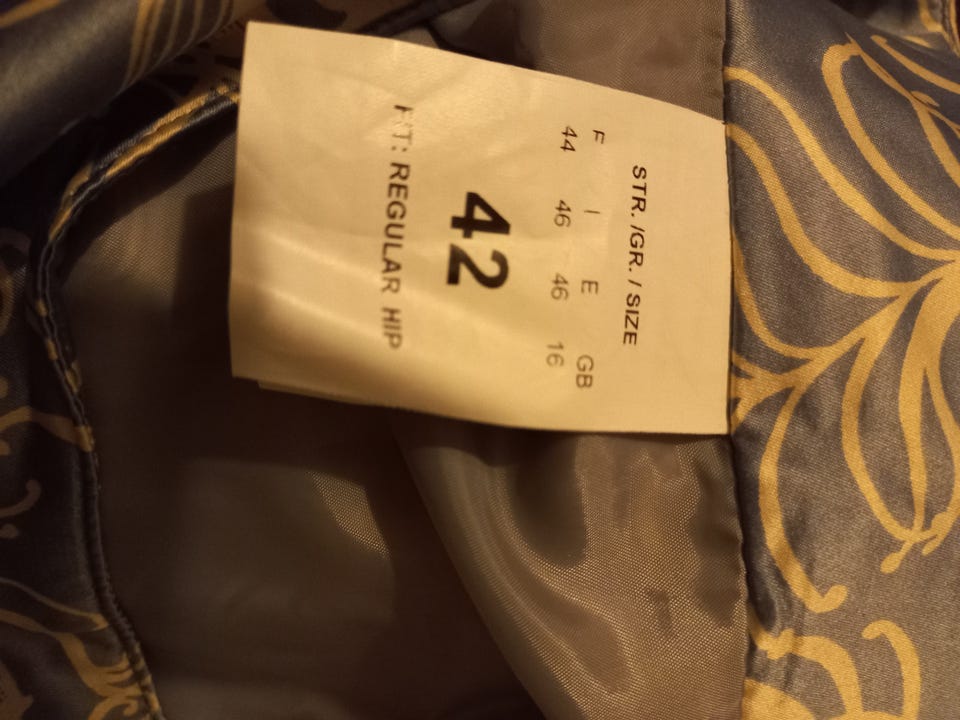 STR. /GR. / SIZE
F I E GB
44 46 46 16
42
FIT: REGULAR HIP